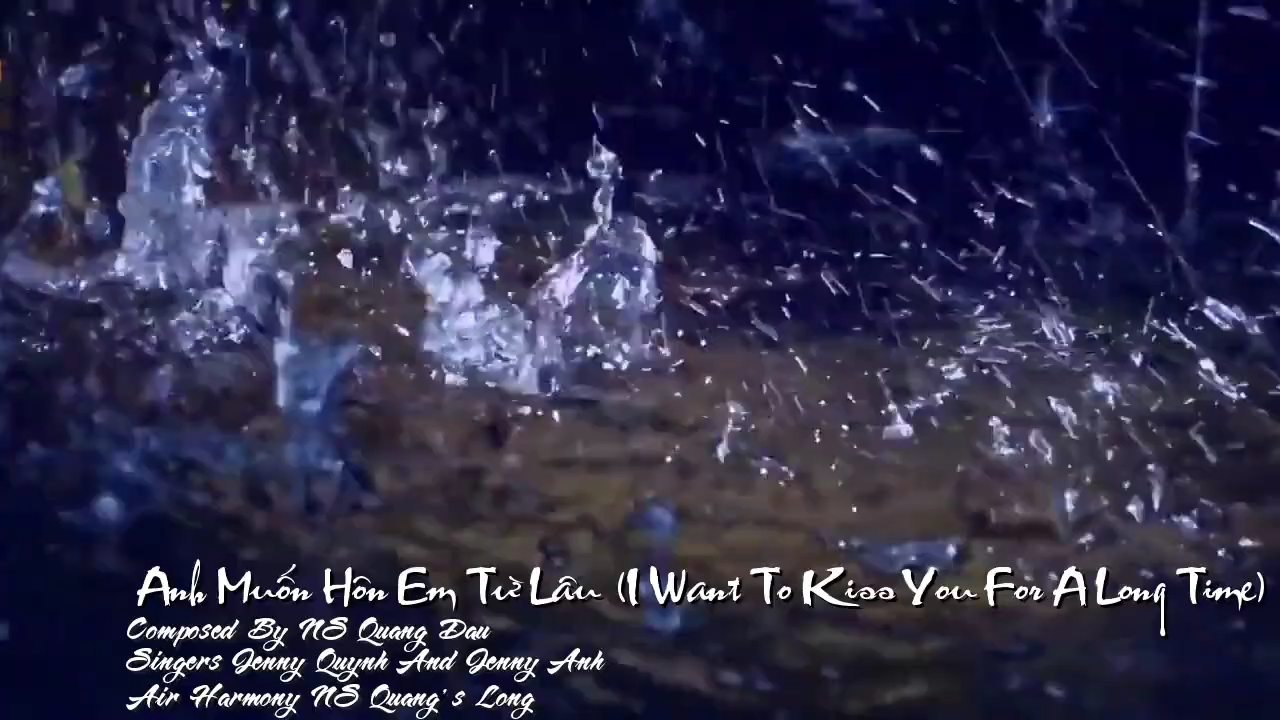 Anh Muốn Hôn Em Từ Lâu (I Want To Kiss You For A Long Time)
Composed By NS Quang Dau
Singers Jenny Quynh And Jenny Anh
Air Harmony NS Quang's Long